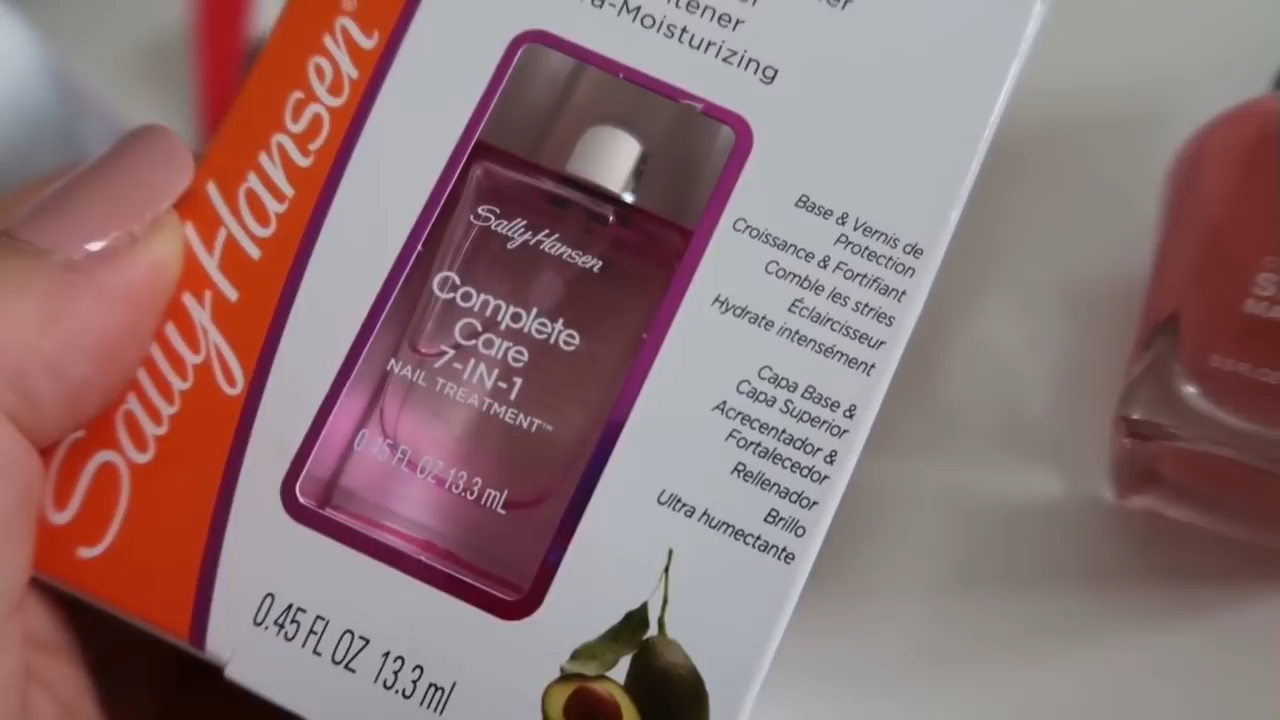 Sally Hansen®
Moisturizing
Sally Hansen
Complete
Care
7-IN-1
NAIL TREATMENT™
0.45 FL OZ 13.3 mL
Base & Vernis de
Protection
Croissance & Fortifiant
Comble les stries
Éclaircisseur
Hydrate intensément
Capa Base &
Capa Superior
Acrecentador &
Fortalecedor
Rellenador
Brillo
Ultra humectante
0.45 FL OZ 13.3 ml